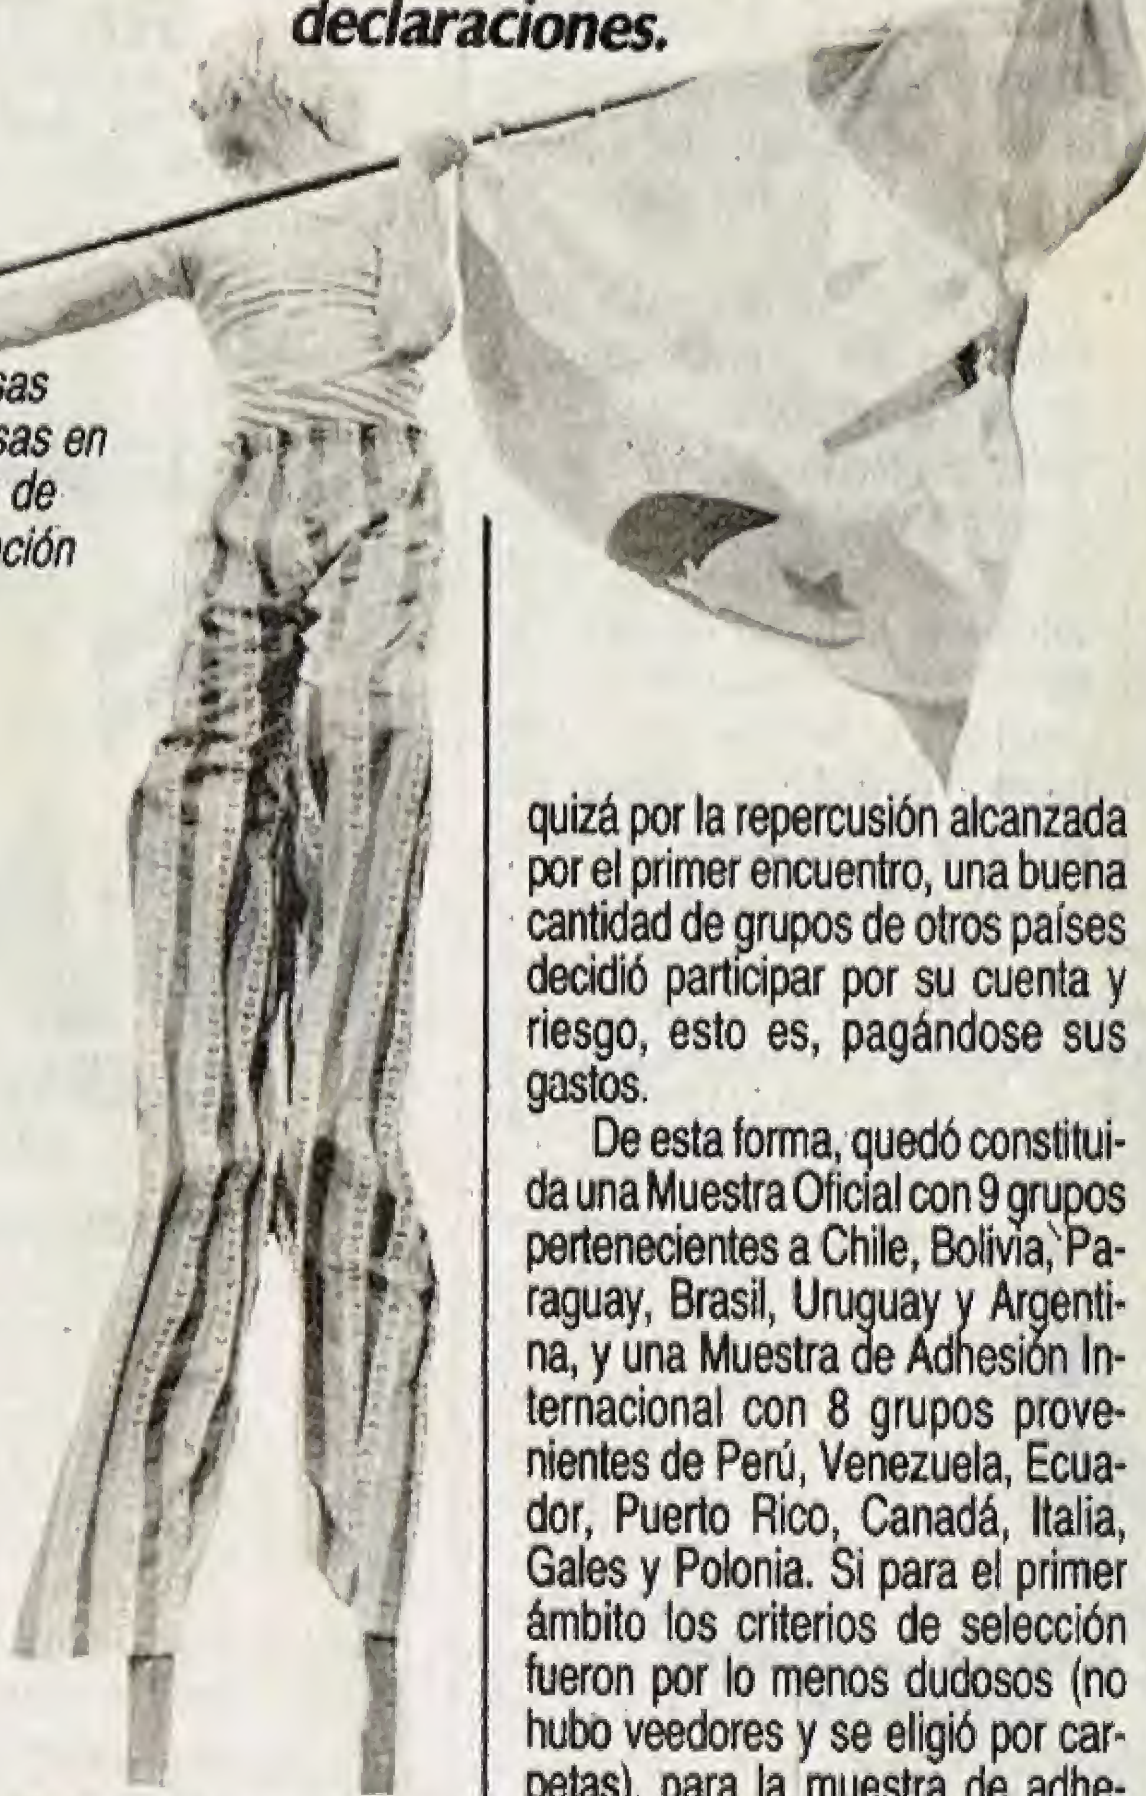 declaraciones.
sas
sas en
de
ción
quizá por la repercusión alcanzada
por el primer encuentro, una buena
cantidad de grupos de otros países
decidió participar por su cuenta y
riesgo, esto es, pagándose sus
gastos.
De esta forma, quedó constitui-
da una Muestra Oficial con 9 grupos
pertenecientes a Chile, Bolivia, Pa-
raguay, Brasil, Uruguay y Argenti-
na, y una Muestra de Adhesión In-
ternacional con 8 grupos prove-
nientes de Perú, Venezuela, Ecua-
dor, Puerto Rico, Canadá, Italia,
Gales y Polonia. Si para el primer
ámbito los criterios de selección
fueron por lo menos dudosos (no
hubo veedores y se eligió por car-
petas), para la muestra de adhe-